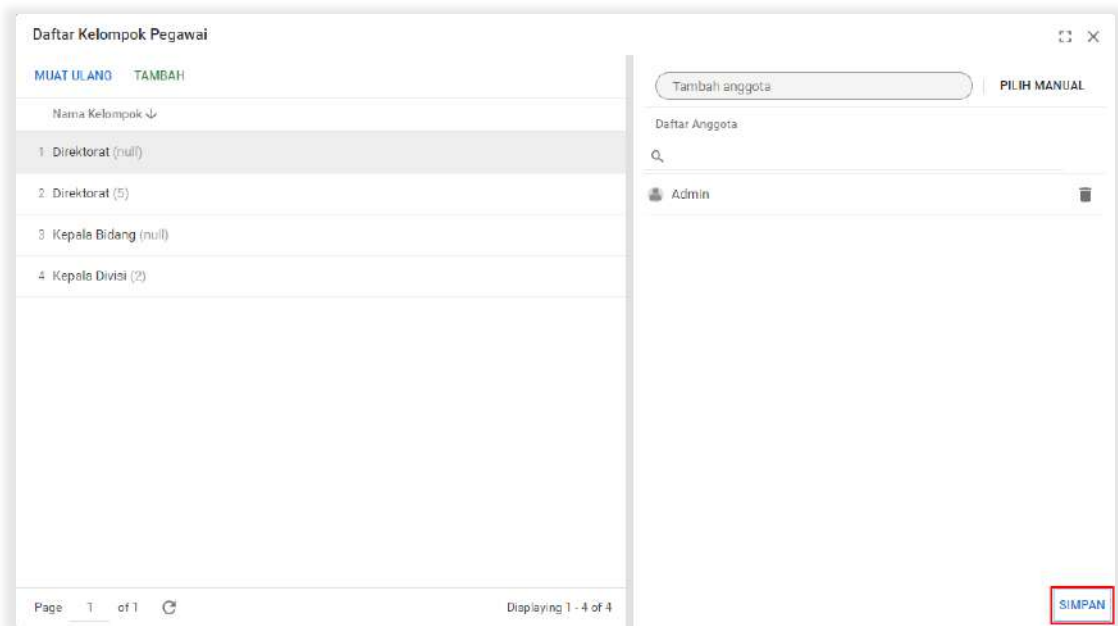 Daftar Kelompok Pegawai
MUAT ULANG TAMBAH
Nama Kelompok
1 Direktorat (null)
2 Direktorat (5)
3 Kepala Bidang (null)
4 Kepala Divisi (2)
Page 1 of 1
Displaying 1 - 4 of 4
Tambah anggota
PILIH MANUAL
Daftar Anggota
Admin
SIMPAN